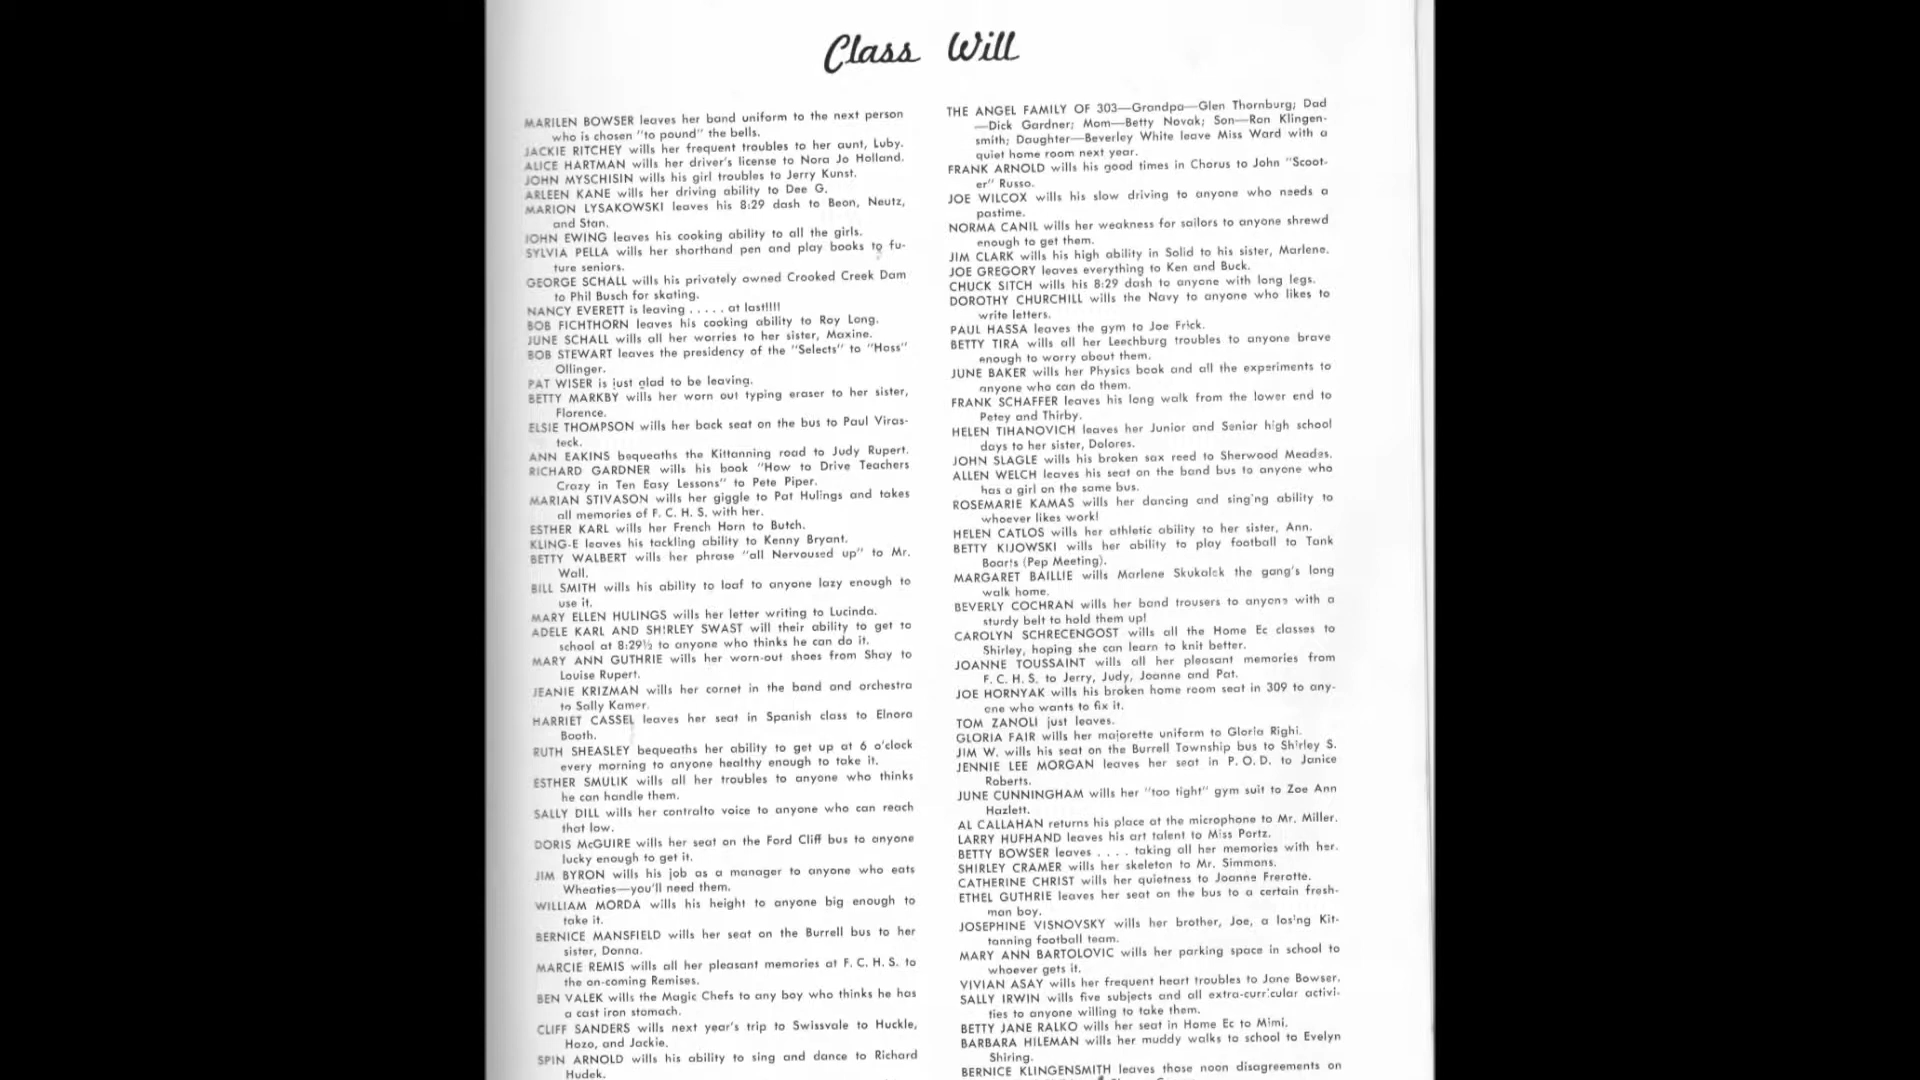 Class Will
MARILEN BOWSER leaves her band uniform to the next person
who is chosen "to pound" the bells.
JACKIE RITCHEY wills her frequent troubles to her aunt, Luby.
ALICE HARTMAN wills her driver's license to Nora Jo Holland.
JOHN MYSCHISIN wills his girl troubles to Jerry Kunst.
ARLEEN KANE wills her driving ability to Dee G.
MARION LYSAKOWSKI leaves his 8:29 dash to Bean, Neutz,
and Stan.
JOHN EWING leaves his cooking ability to all the girls.
SYLVIA PELLA wills her shorthand pen and play books to fu-
ture seniors.
GEORGE SCHALL wills his privately owned Crooked Creek Dam
to Phil Busch for skating.
NANCY EVERETT is leaving ..... at last!!!!
BOB FICHTHORN leaves his cooking ability to Ray Long.
JUNE SCHALL wills all her worries to her sister, Maxine.
BOB STEWART leaves the presidency of the "Selects" to "Hoss"
Ollinger.
PAT WISER is just glad to be leaving.
BETTY MARKBY wills her worn out typing eraser to her sister,
Florence.
ELSIE THOMPSON wills her back seat on the bus to Paul Viras-
teck.
ANN EAKINS bequeaths the Kittanning road to Judy Rupert.
RICHARD GARDNER wills his book "How to Drive Teachers
Crazy in Ten Easy Lessons" to Pete Piper.
MARIAN STIVASON wills her giggle to Pat Hulings and takes
all memories of F. C. H. S. with her.
ESTHER KARL wills her French Horn to Butch.
KLING-E leaves his tackling ability to Kenny Bryant.
BETTY WALBERT wills her phrase "all Nervoused up" to Mr.
Wall.
BILL SMITH wills his ability to loaf to anyone lazy enough to
use it.
MARY ELLEN HULINGS wills her letter writing to Lucinda.
ADELE KARL AND SHIRLEY SWAST will their ability to get to
school at 8:29½ to anyone who thinks he can do it.
MARY ANN GUTHRIE wills her worn-out shoes from Shay to
Louise Rupert.
JEANIE KRIZMAN wills her cornet in the band and orchestra
to Sally Kamer.
HARRIET CASSEL leaves her seat in Spanish class to Elnora
Booth.
RUTH SHEASLEY bequeaths her ability to get up at 6 o'clock
every morning to anyone healthy enough to take it.
ESTHER SMULIK wills all her troubles to anyone who thinks
he can handle them.
SALLY DILL wills her contralto voice to anyone who can reach
that low.
DORIS McGUIRE wills her seat on the Ford Cliff bus to anyone
lucky enough to get it.
JIM BYRON wills his job as a manager to anyone who eats
Wheaties—you'll need them.
WILLIAM MORDA wills his height to anyone big enough to
take it.
BERNICE MANSFIELD wills her seat on the Burrell bus to her
sister, Donna.
MARCIE REMIS wills all her pleasant memories at F. C. H. S. to
the on-coming Remises.
BEN VALEK wills the Magic Chefs to any boy who thinks he has
a cast iron stomach.
CLIFF SANDERS wills next year's trip to Swissvale to Huckle,
Hozo, and Jackie.
SPIN ARNOLD wills his ability to sing and dance to Richard
Hudek.
THE ANGEL FAMILY OF 303—Grandpa—Glen Thornburg; Dad
—Dick Gardner; Mom—Betty Novak; Son—Ron Klingen-
smith; Daughter—Beverley White leave Miss Ward with a
quiet home room next year.
FRANK ARNOLD wills his good times in Chorus to John "Scoot-
er" Russo.
JOE WILCOX wills his slow driving to anyone who needs a
pastime.
NORMA CANIL wills her weakness for sailors to anyone shrewd
enough to get them.
JIM CLARK wills his high ability in Solid to his sister, Marlene.
JOE GREGORY leaves everything to Ken and Buck.
CHUCK SITCH wills his 8:29 dash to anyone with long legs.
DOROTHY CHURCHILL wills the Navy to anyone who likes to
write letters.
PAUL HASSA leaves the gym to Joe Frick.
BETTY TIRA wills all her Leechburg troubles to anyone brave
enough to worry about them.
JUNE BAKER wills her Physics book and all the experiments to
anyone who can do them.
FRANK SCHAFFER leaves his long walk from the lower end to
Petey and Thirby.
HELEN TIHANOVICH leaves her Junior and Senior high school
days to her sister, Dolores.
JOHN SLAGLE wills his broken sax reed to Sherwood Meades.
ALLEN WELCH leaves his seat on the band bus to anyone who
has a girl on the same bus.
ROSEMARIE KAMAS wills her dancing and singing ability to
whoever likes work!
HELEN CATLOS wills her athletic ability to her sister, Ann.
BETTY KIJOWSKI wills her ability to play football to Tank
Boarts (Pep Meeting).
MARGARET BAILLIE wills Marlene Skukalek the gang's long
walk home.
BEVERLY COCHRAN wills her band trousers to anyone with a
sturdy belt to hold them up!
CAROLYN SCHRECENGOST wills all the Home Ec classes to
Shirley, hoping she can learn to knit better.
JOANNE TOUSSAINT wills all her pleasant memories from
F. C. H. S. to Jerry, Judy, Joanne and Pat.
JOE HORNYAK wills his broken home room seat in 309 to any-
one who wants to fix it.
TOM ZANOLI just leaves.
GLORIA FAIR wills her majorette uniform to Gloria Righi.
JIM W. wills his seat on the Burrell Township bus to Shirley S.
JENNIE LEE MORGAN leaves her seat in P. O. D. to Janice
Roberts.
JUNE CUNNINGHAM wills her "too tight" gym suit to Zoe Ann
Hazlett.
AL CALLAHAN returns his place at the microphone to Mr. Miller.
LARRY HUFHAND leaves his art talent to Miss Portz.
BETTY BOWSER leaves .... taking all her memories with her.
SHIRLEY CRAMER wills her skeleton to Mr. Simmons.
CATHERINE CHRIST wills her quietness to Joanne Frerotte.
ETHEL GUTHRIE leaves her seat on the bus to a certain fresh-
man boy.
JOSEPHINE VISNOVSKY wills her brother, Joe, a losing Kit-
tanning football team.
MARY ANN BARTOLOVIC wills her parking space in school to
whoever gets it.
VIVIAN ASAY wills her frequent heart troubles to Jane Bowser.
SALLY IRWIN wills five subjects and all extra-curricular activi-
ties to anyone willing to take them.
BETTY JANE RALKO wills her seat in Home Ec to Mimi.
BARBARA HILEMAN wills her muddy walks to school to Evelyn
Shiring.
BERNICE KLINGENSMITH leaves those noon disagreements on